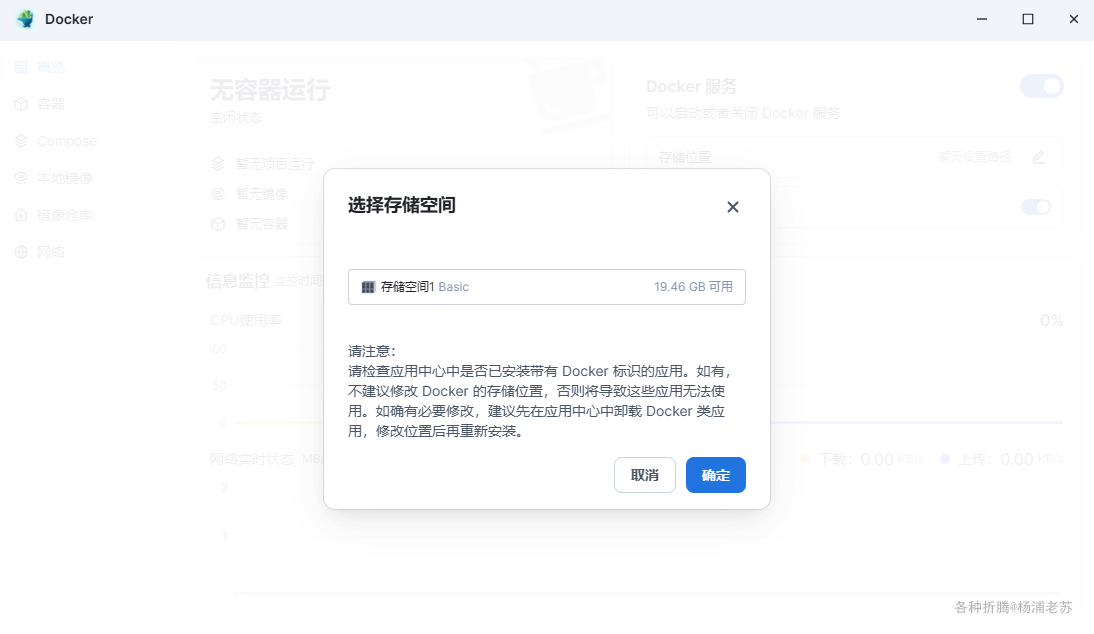 Docker
概览
容器
Compose
本地镜像
镜像仓库
网络
无容器运行
空闲状态
暂无项目运行
暂无镜像
暂无容器
Docker 服务
可以启动或者关闭 Docker 服务
存储位置
暂无设置路径
选择存储空间
存储空间1 Basic
19.46 GB 可用
请注意：
请检查应用中心中是否已安装带有 Docker 标识的应用。如有，
不建议修改 Docker 的存储位置，否则将导致这些应用无法使
用。如确有必要修改，建议先在应用中心中卸载 Docker 类应
用，修改位置后再重新安装。
取消
确定
信息监控 监控时间
CPU使用率
0%
100
50
0
网络实时状态 MB/
下载： 0.00 KB/s
上传： 0.00 KB/s
2
1
各种折腾@杨浦老苏